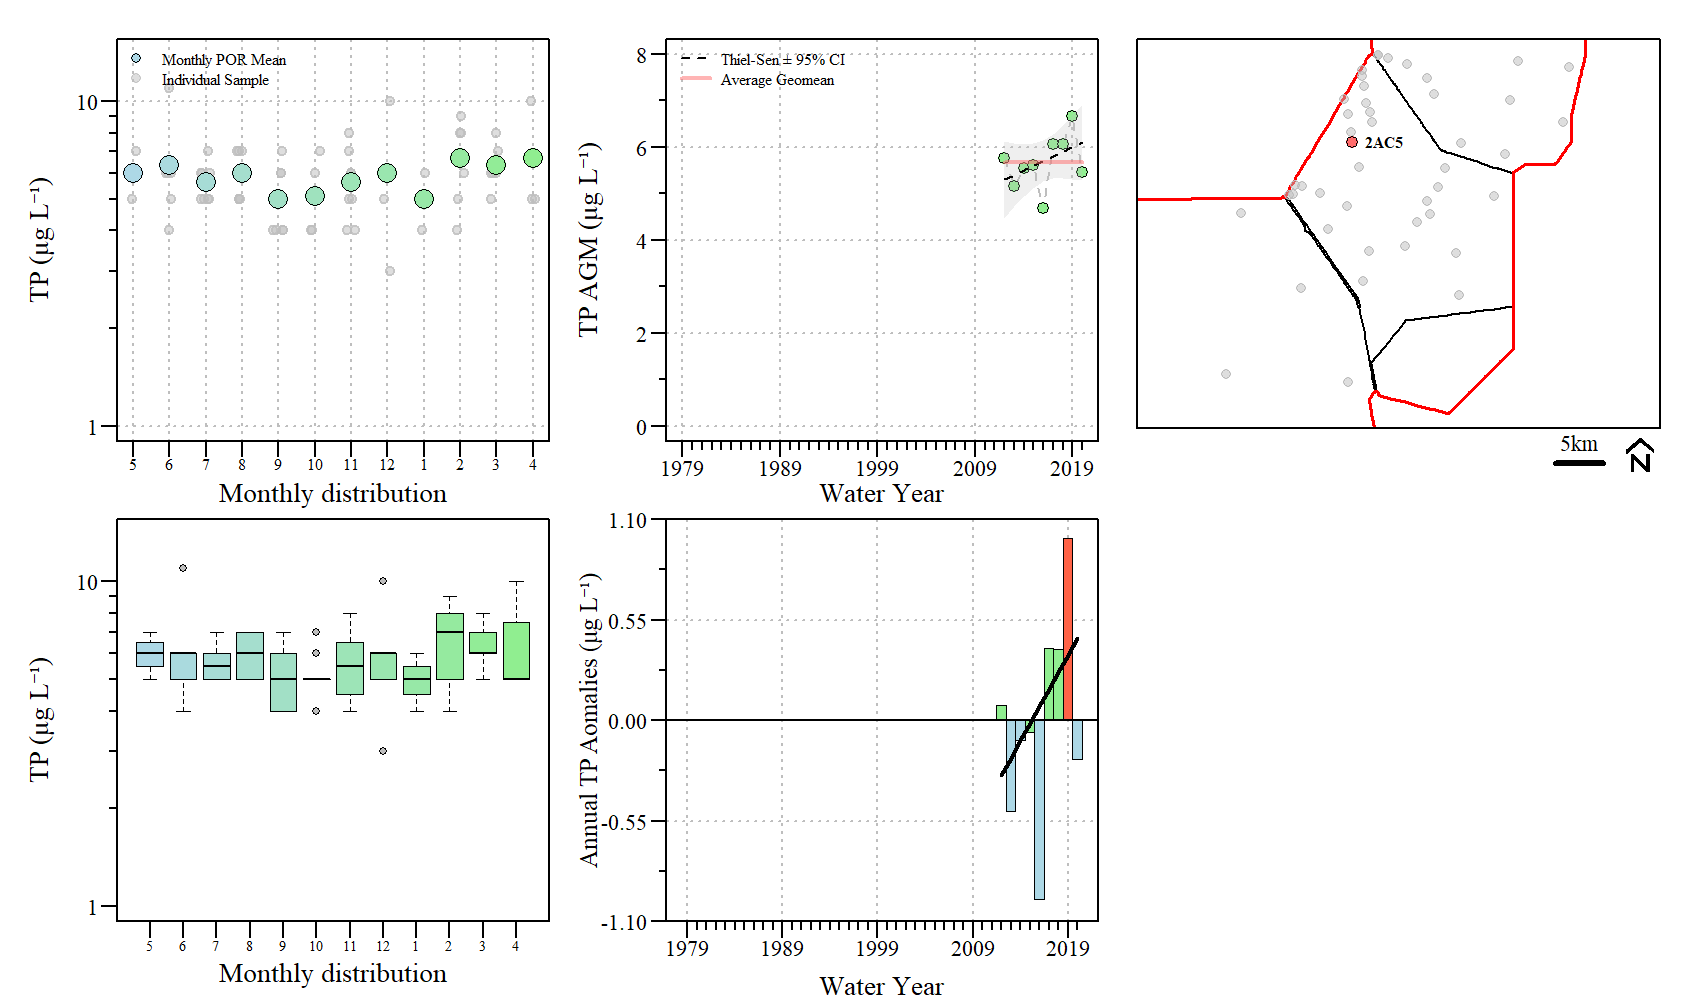 Monthly POR Mean
Individual Sample
10
1
TP (µg L⁻¹)
5 6 7 8 9 10 11 12 1 2 3 4
Monthly distribution
Thiel-Sen ± 95% CI
Average Geomean
8
6
4
2
0
TP AGM (µg L⁻¹)
1979 1989 1999 2009 2019
Water Year
2AC5
5km
N
10
1
TP (µg L⁻¹)
5 6 7 8 9 10 11 12 1 2 3 4
Monthly distribution
1.10
0.55
0.00
-0.55
-1.10
Annual TP Aomalies (µg L⁻¹)
1979 1989 1999 2009 2019
Water Year